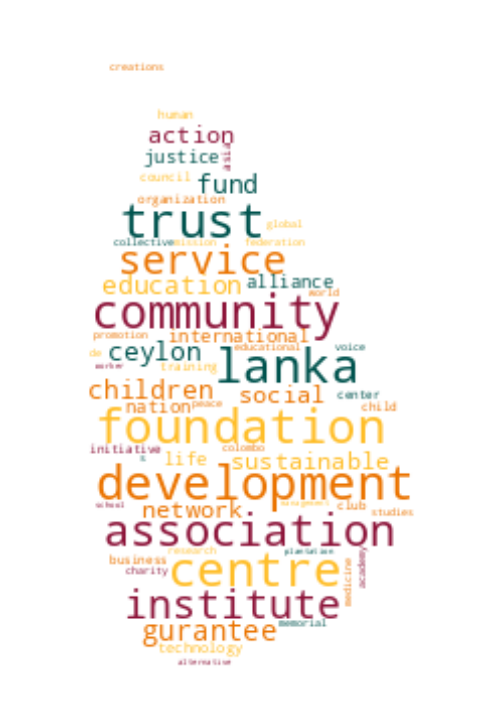 creations
human
action
justice asia
council fund
organization
trust global
collective mission federation
service
education alliance
world
community
promotion international
de ceylon educational voice
worker training lanka
children social center
nation peace child
foundation
initiative colombo
s life sustainable
development
school management
network club studies
association
research plantation
business
charity centre medicine academy
institute
gurantee memorial
technology
alternative